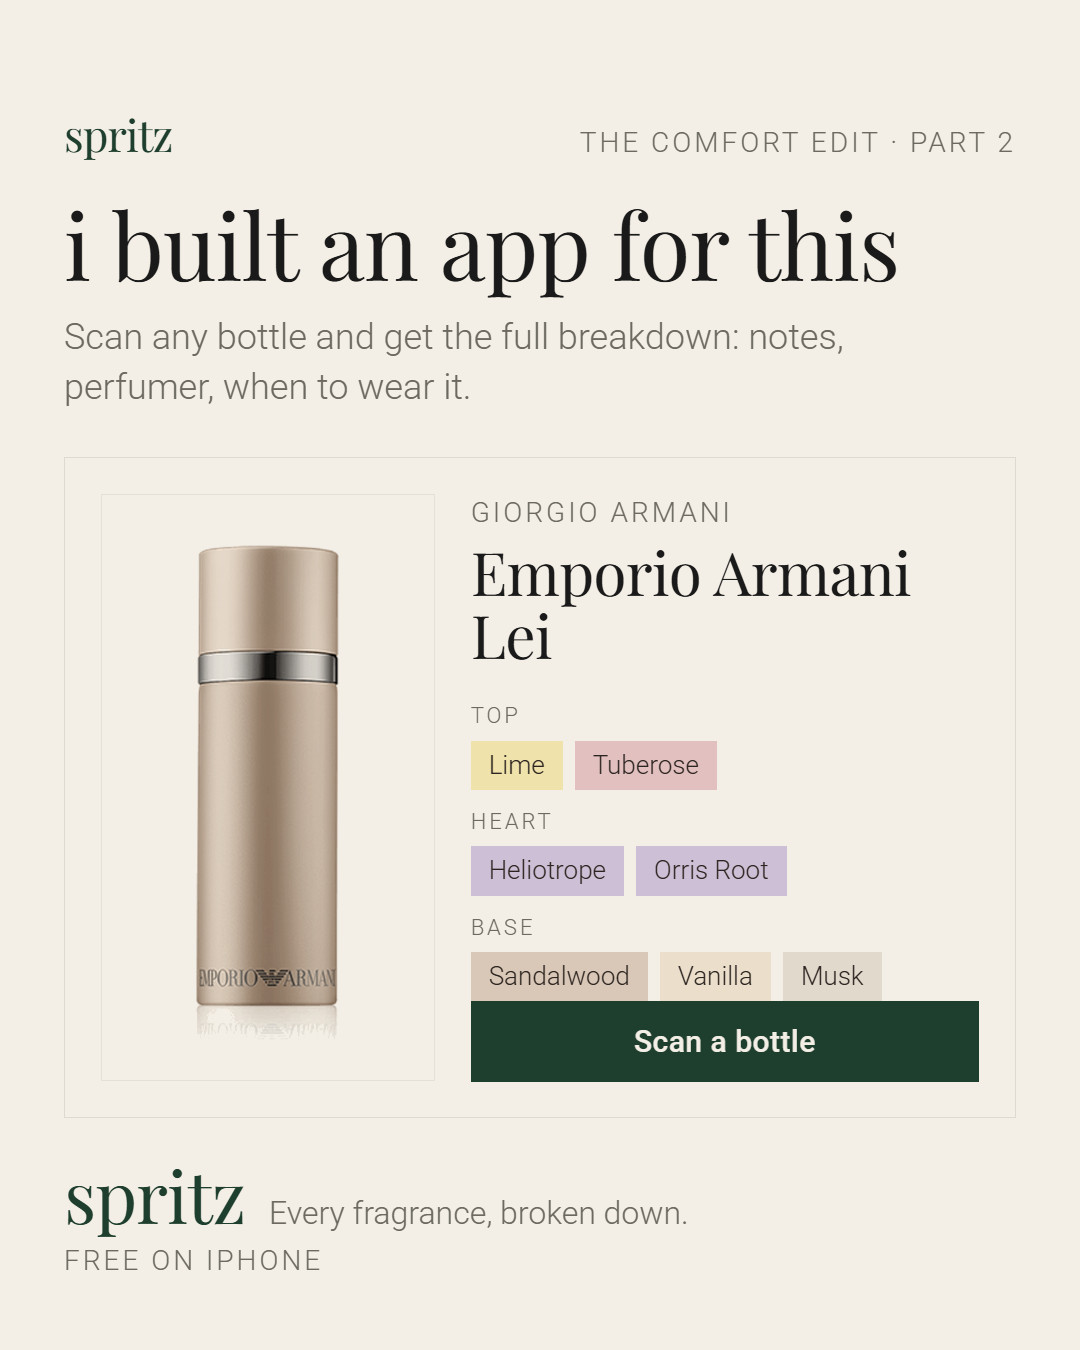 spritz
THE COMFORT EDIT · PART 2
i built an app for this
Scan any bottle and get the full breakdown: notes,
perfumer, when to wear it.
GIORGIO ARMANI
Emporio Armani
Lei
TOP
Lime
Tuberose
HEART
Heliotrope
Orris Root
BASE
Sandalwood
Vanilla
Musk
EMPORIO ARMANI
Scan a bottle
spritz
Every fragrance, broken down.
FREE ON IPHONE